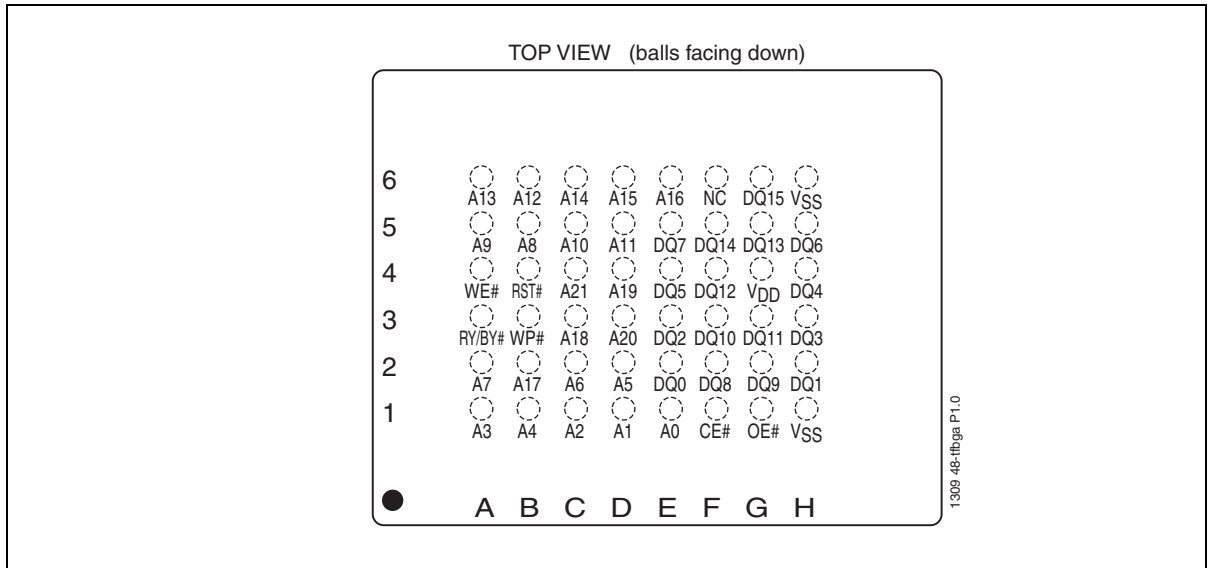 TOP VIEW (balls facing down)
6
A13 A12 A14 A15 A16 NC DQ15 VSS
5
A9 A8 A10 A11 DQ7 DQ14 DQ13 DQ6
4
WE# RST# A21 A19 DQ5 DQ12 VDD DQ4
3
RY/BY# WP# A18 A20 DQ2 DQ10 DQ11 DQ3
2
A7 A17 A6 A5 DQ0 DQ8 DQ9 DQ1
1
A3 A4 A2 A1 A0 CE# OE# VSS
A B C D E F G H
1309 48-tfbga P1.0